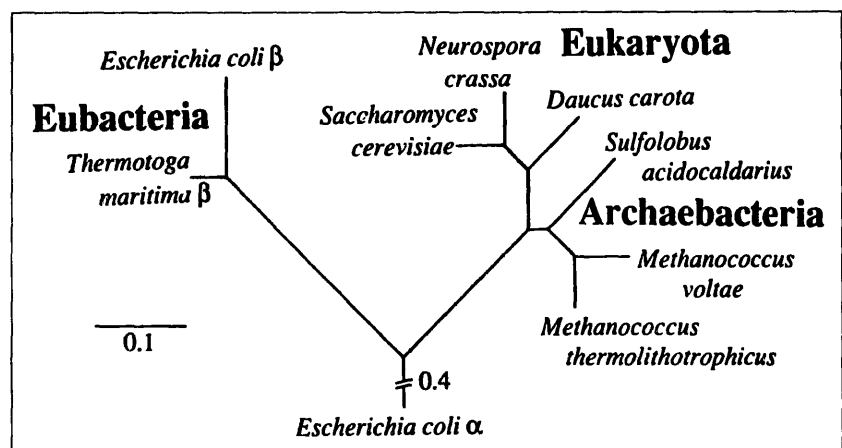 Escherichia coli β
Eubacteria
Thermotoga
maritima β
Neurospora
crassa
Eukaryota
Saccharomyces
cerevisiae
Daucus carota
Sulfolobus
acidocaldarius
Archaebacteria
Methanococcus
voltae
Methanococcus
thermolithotrophicus
0.1
0.4
Escherichia coli α